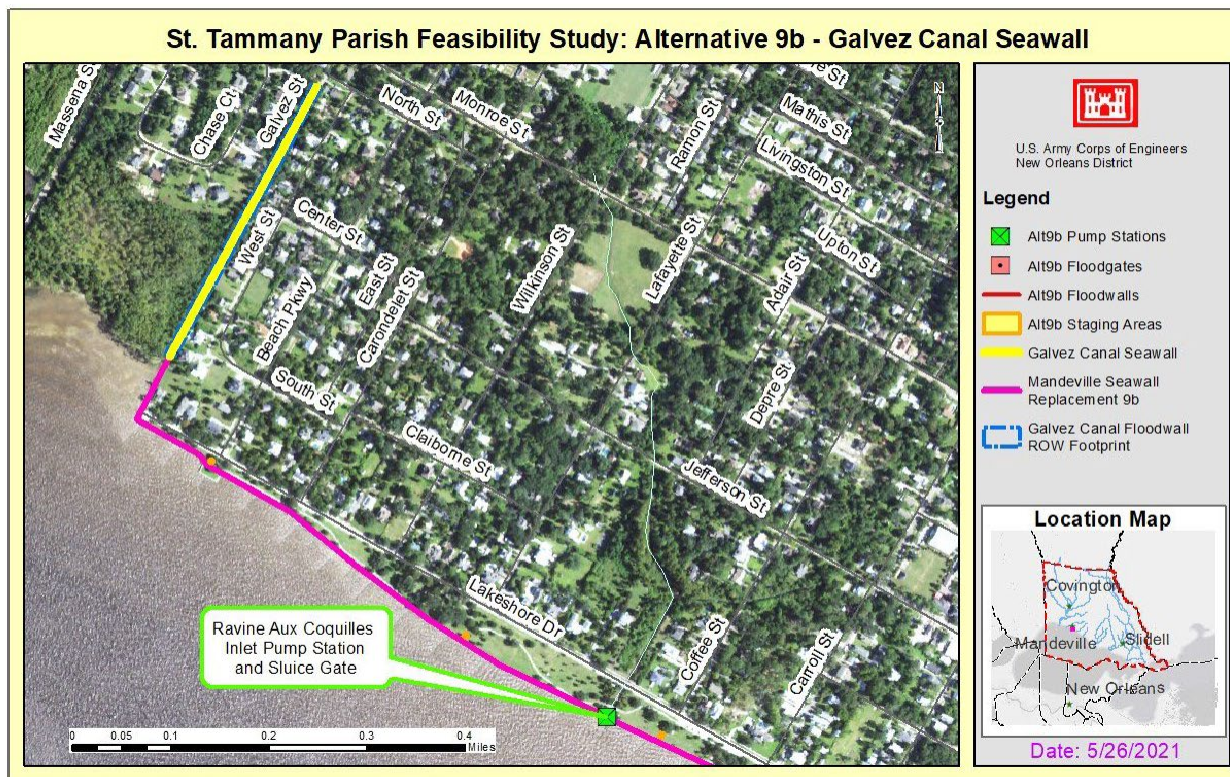 St. Tammany Parish Feasibility Study: Alternative 9b - Galvez Canal Seawall
Massena St
Chase Ct
Galvez St
North St
Monroe St
Ramon St
Mathis St
Livingston St
West St
Center St
East St
Carondelet St
Beach Pkwy
Wilkinson St
Lafayette St
Adair St
Upton St
South St
Claiborne St
Depre St
Jefferson St
Lakeshore Dr
Coffee St
Carroll St
Ravine Aux Coquilles
Inlet Pump Station
and Sluice Gate
0 0.05 0.1 0.2 0.3 0.4
Miles
N
U.S. Army Corps of Engineers
New Orleans District
Legend
Alt9b Pump Stations
Alt9b Floodgates
Alt9b Floodwalls
Alt9b Staging Areas
Galvez Canal Seawall
Mandeville Seawall
Replacement 9b
Galvez Canal Floodwall
ROW Footprint
Location Map
Covington
Mandeville
Slidell
New Orleans
Date: 5/26/2021